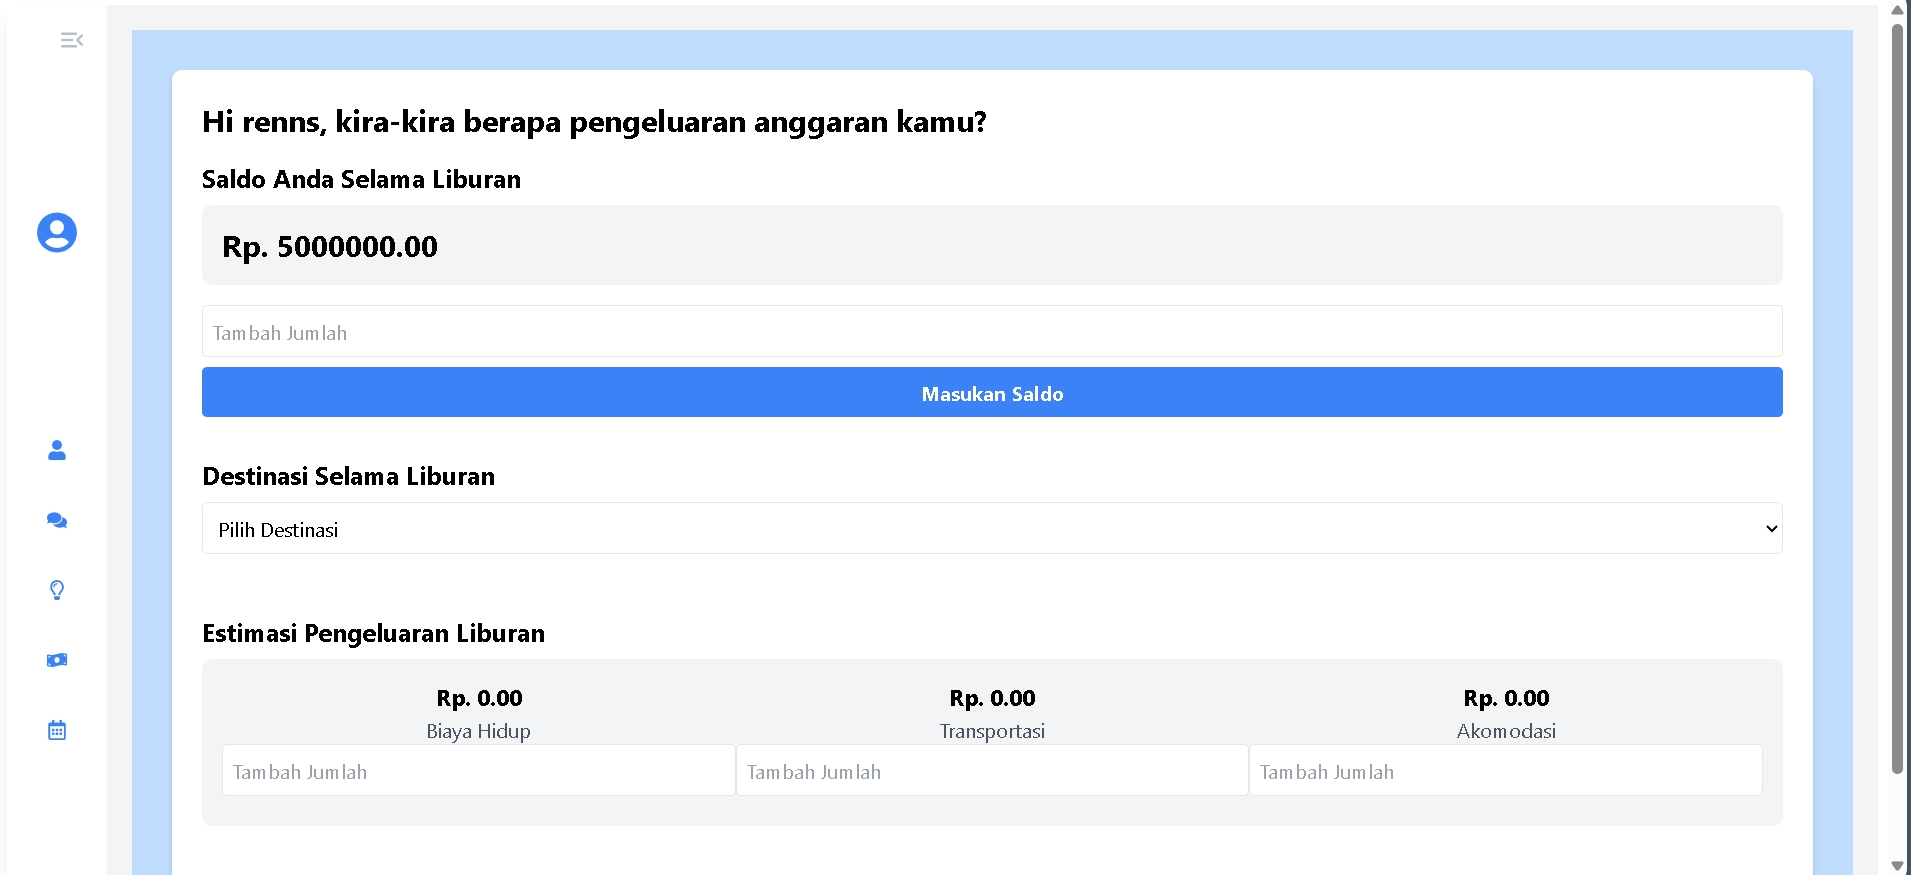 Hi renns, kira-kira berapa pengeluaran anggaran kamu?
Saldo Anda Selama Liburan
Rp. 5000000.00
Tambah Jumlah
Masukan Saldo
Destinasi Selama Liburan
Pilih Destinasi
Estimasi Pengeluaran Liburan
Rp. 0.00 Rp. 0.00 Rp. 0.00
Biaya Hidup Transportasi Akomodasi
Tambah Jumlah Tambah Jumlah Tambah Jumlah